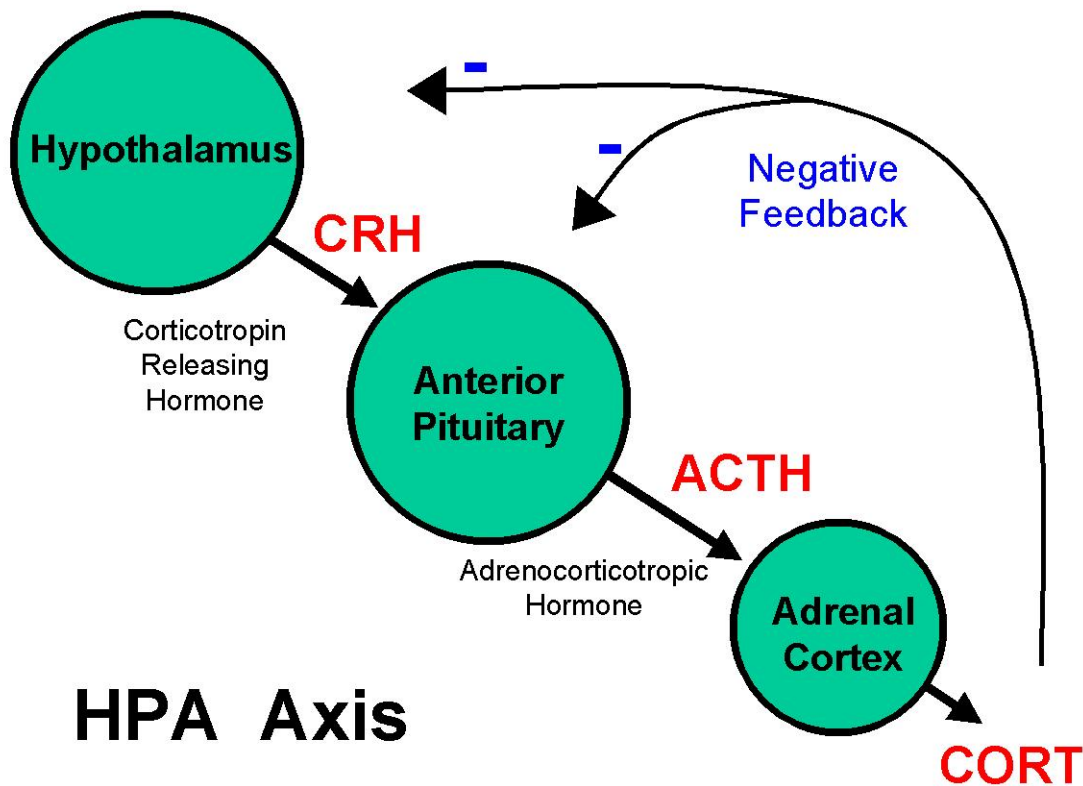 -
Hypothalamus
-
Negative
Feedback
CRH
Corticotropin
Releasing
Hormone
Anterior
Pituitary
ACTH
Adrenocorticotropic
Hormone
Adrenal
Cortex
HPA Axis
CORT